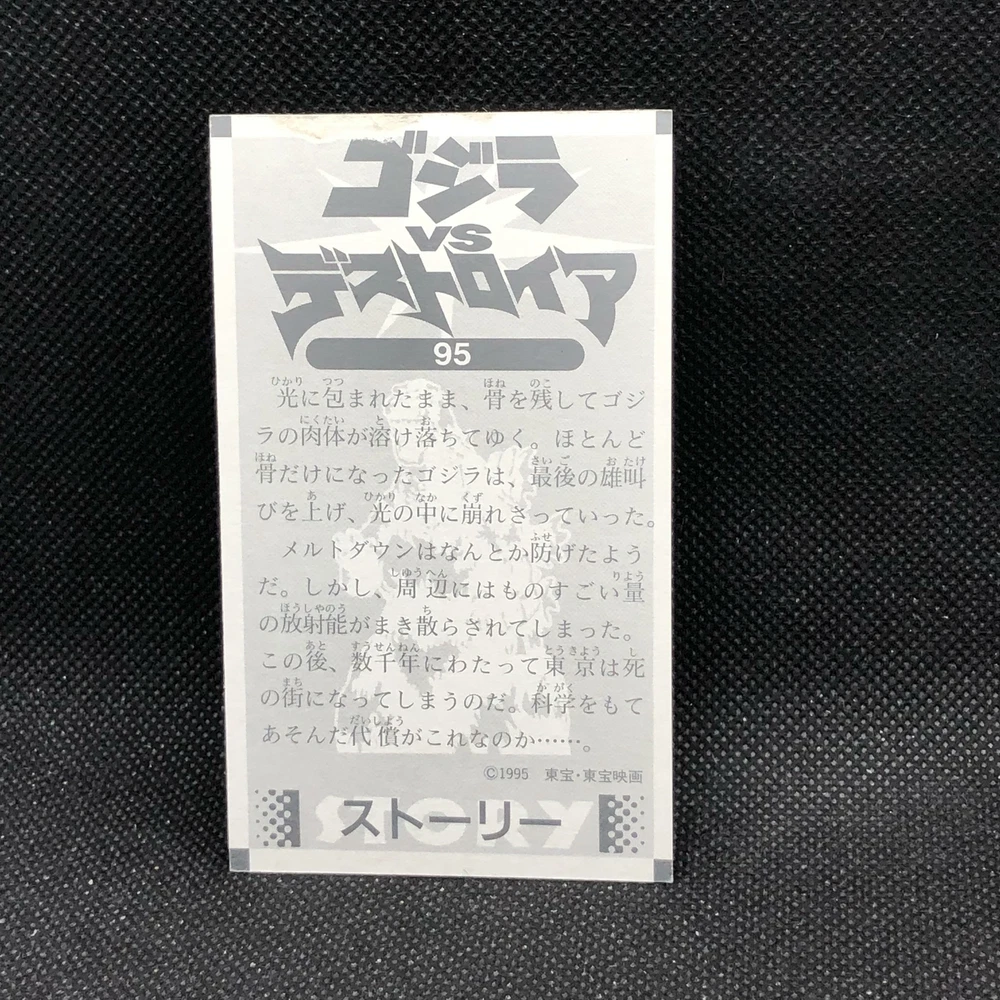 ゴジラ
VS
デストロイア
95
光に包まれたまま、骨を残してゴジ
ラの肉体が溶け落ちてゆく。ほとんど
骨だけになったゴジラは、最後の雄叫
びを上げ、光の中に崩れさっていった。
メルトダウンはなんとか防げたよう
だ。しかし、周辺にはものすごい量
の放射能がまき散らされてしまった。
この後、数千年にわたって東京は死
の街になってしまうのだ。科学をもて
あそんだ代償がこれなのか……。
©1995 東宝・東宝映画
STORY
ストーリー